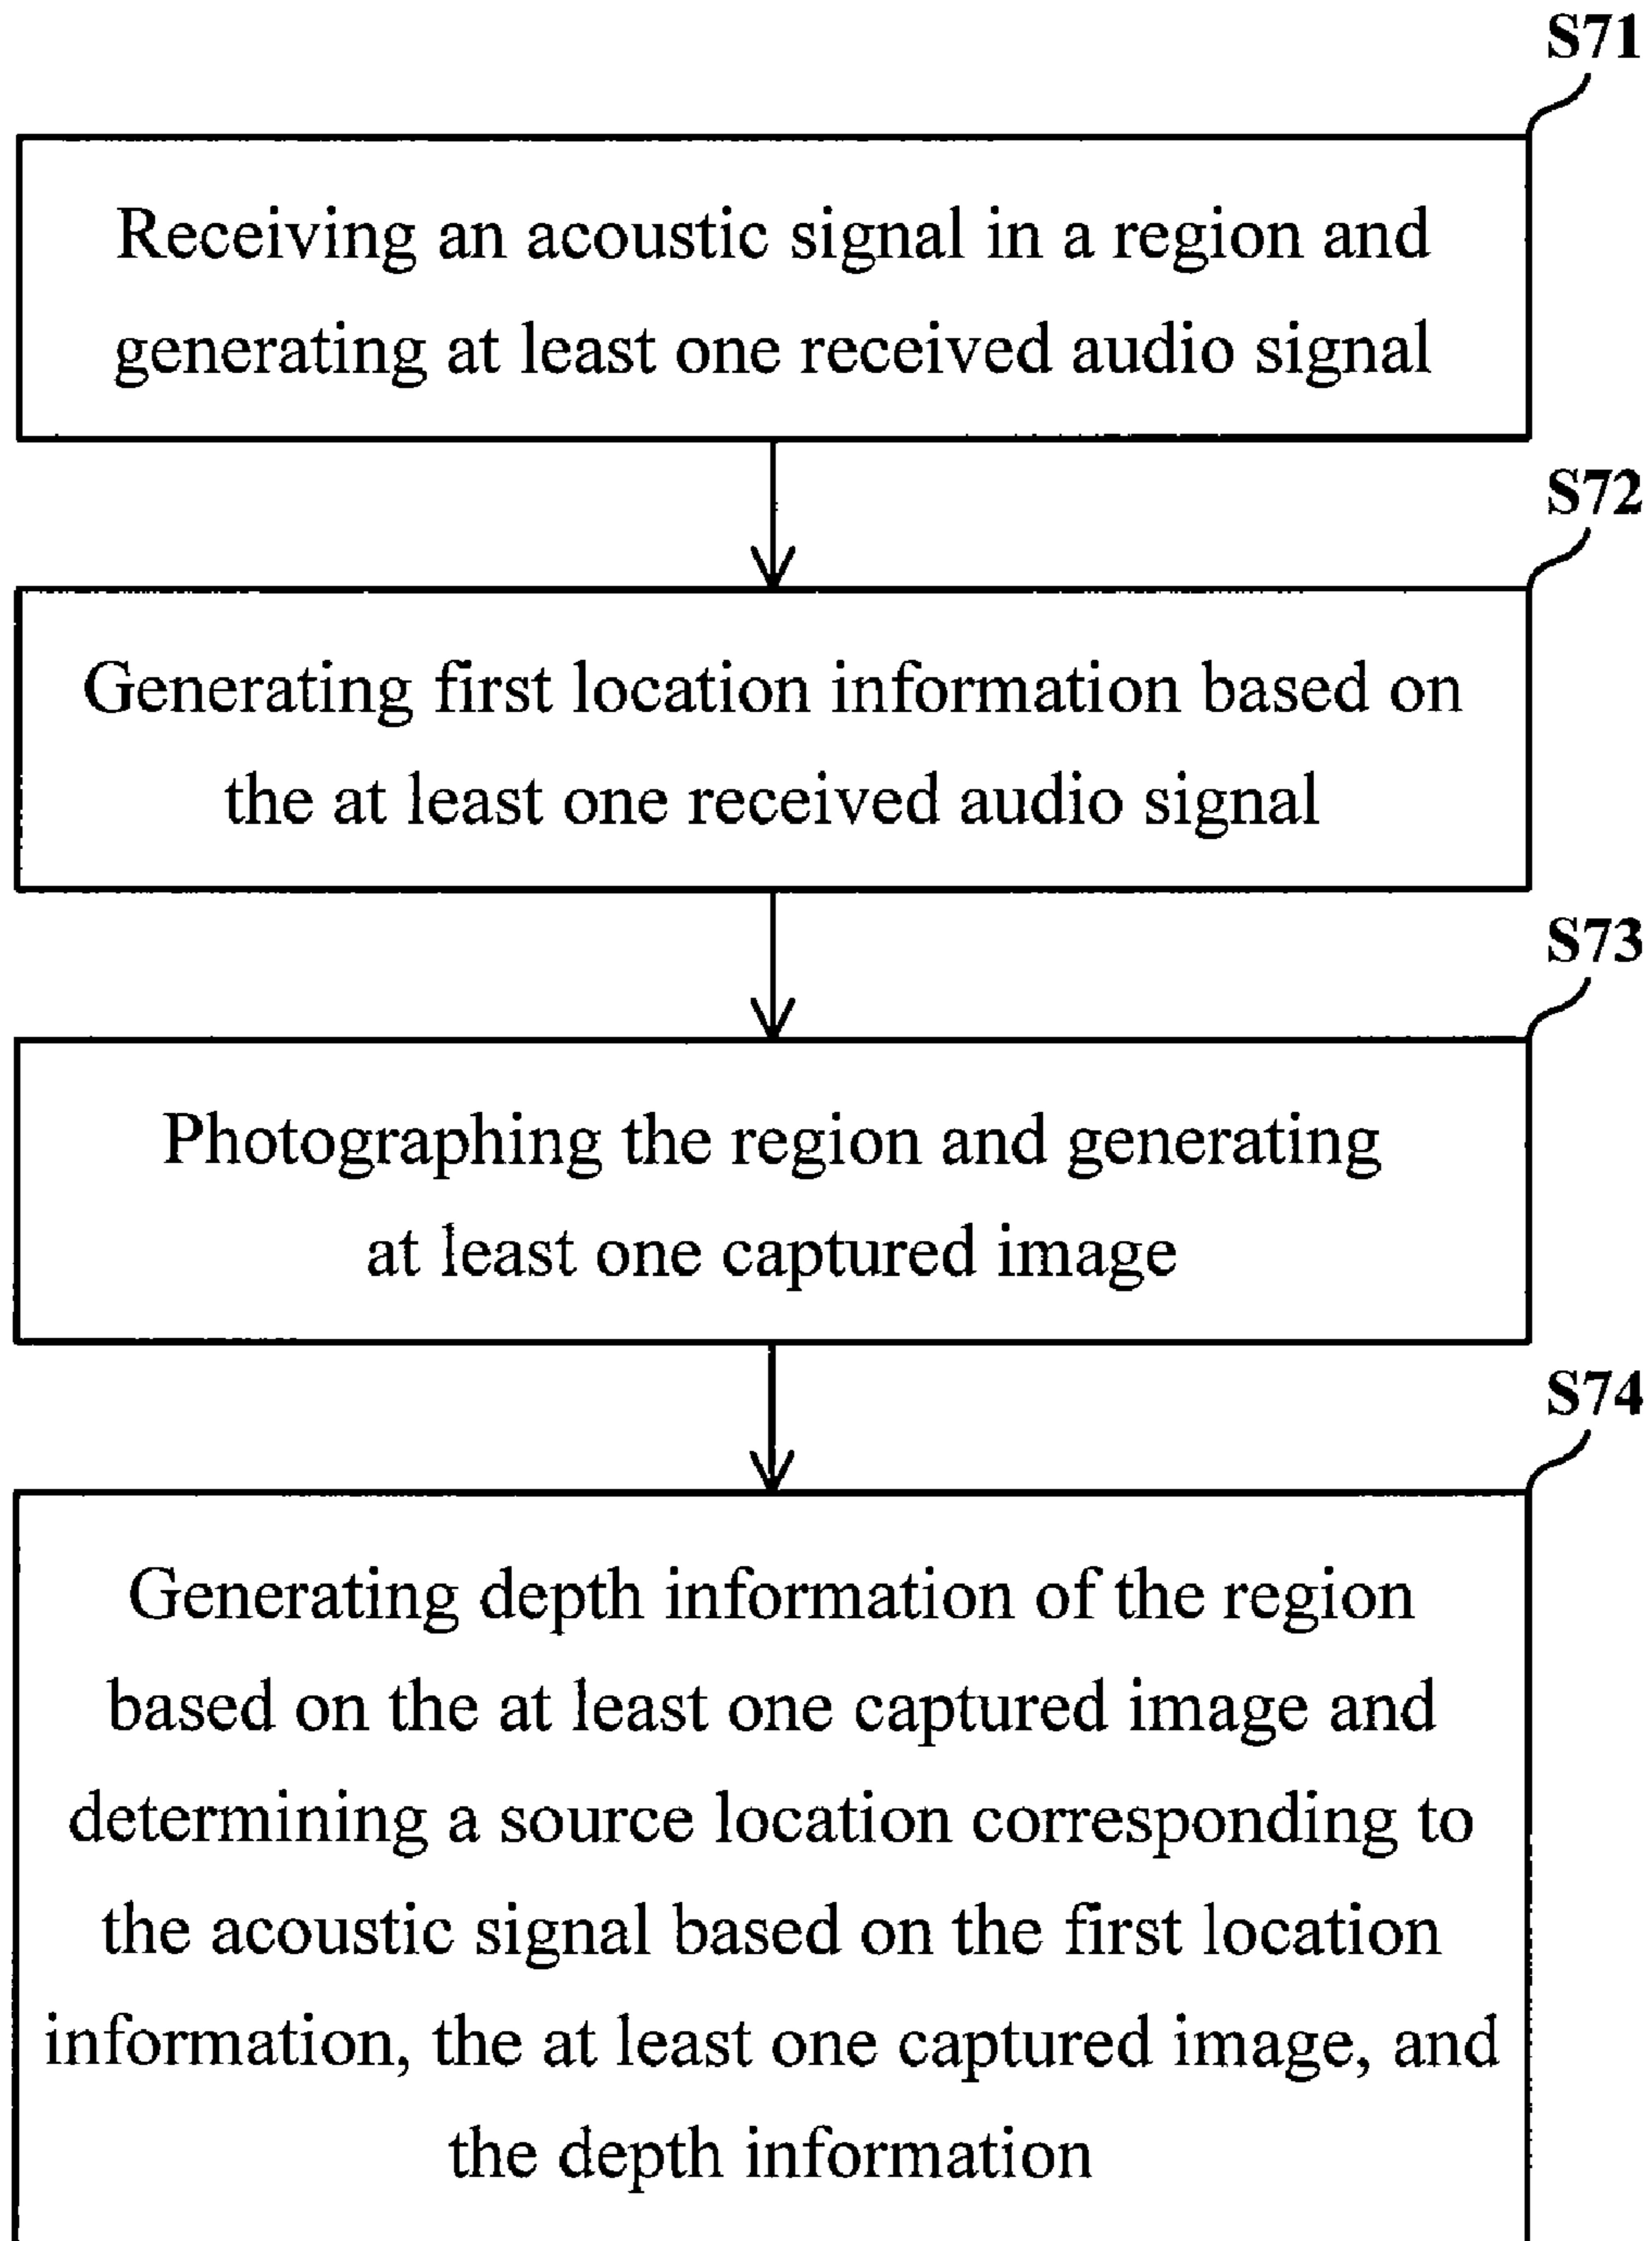 S71
Receiving an acoustic signal in a region and
generating at least one received audio signal
S72
Generating first location information based on
the at least one received audio signal
S73
Photographing the region and generating
at least one captured image
S74
Generating depth information of the region
based on the at least one captured image and
determining a source location corresponding to
the acoustic signal based on the first location
information, the at least one captured image, and
the depth information